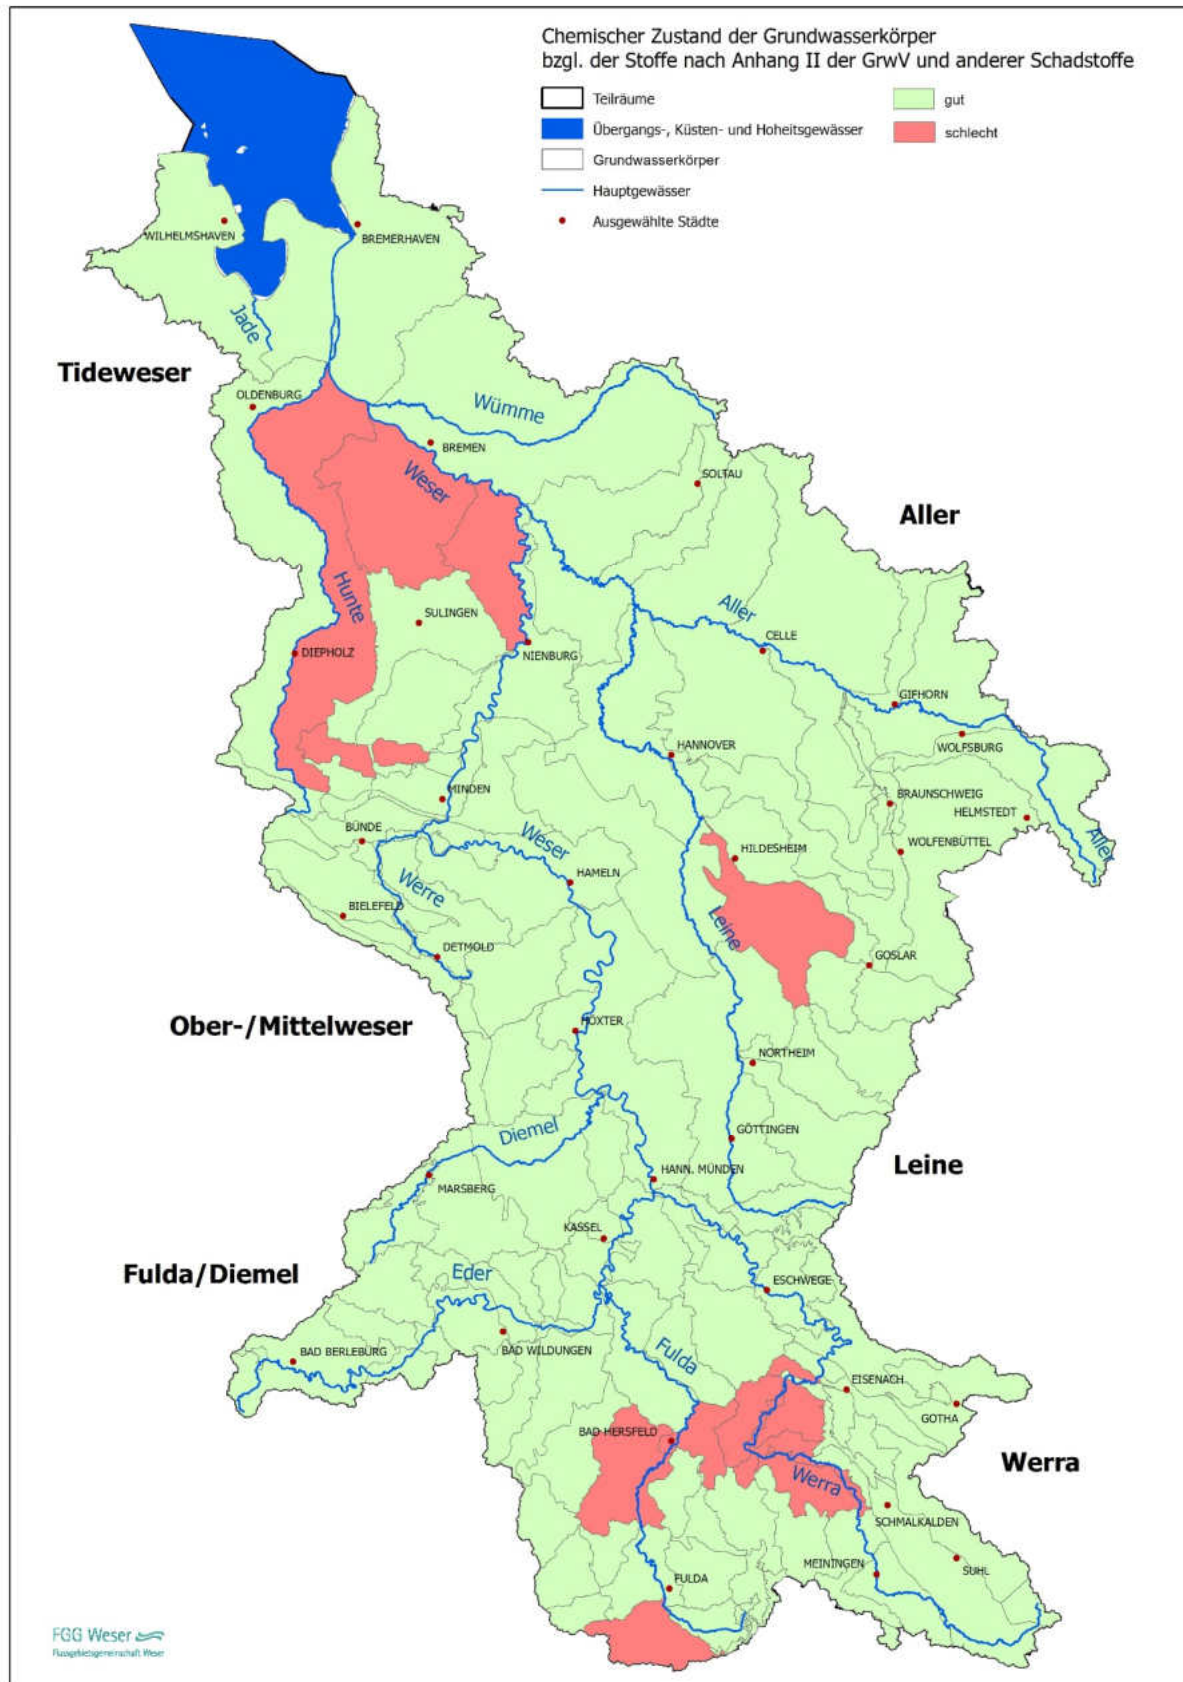 Chemischer Zustand der Grundwasserkörper
bzgl. der Stoffe nach Anhang II der GrwV und anderer Schadstoffe
Teilräume
gut
Übergangs-, Küsten- und Hoheitsgewässer
schlecht
Grundwasserkörper
Hauptgewässer
Ausgewählte Städte
WILHELMSHAVEN
BREMERHAVEN
Jade
Tideweser
OLDENBURG
Wümme
BREMEN
Weser
SOLTAU
Aller
Hunte
SULINGEN
Aller
CELLE
DIEPHOLZ
NIENBURG
GIFHORN
WOLFSBURG
HANNOVER
MINDEN
BRAUNSCHWEIG
HELMSTEDT
BÜNDE
Weser
HILDESHEIM
WOLFENBÜTTEL
Aller
Werre
HAMELN
BIELEFELD
Leine
DETMOLD
GOSLAR
Ober-/Mittelweser
HÖXTER
NORTHEIM
Diemel
GÖTTINGEN
Leine
MARSBERG
HANN. MÜNDEN
KASSEL
Fulda/Diemel
Eder
ESCHWEGE
BAD BERLEBURG
BAD WILDUNGEN
Fulda
EISENACH
GOTHA
BAD HERSFELD
Werra
Werra
SCHMALKALDEN
MEININGEN
SUHL
FULDA
FGG Weser
Flussgebietsgemeinschaft Weser